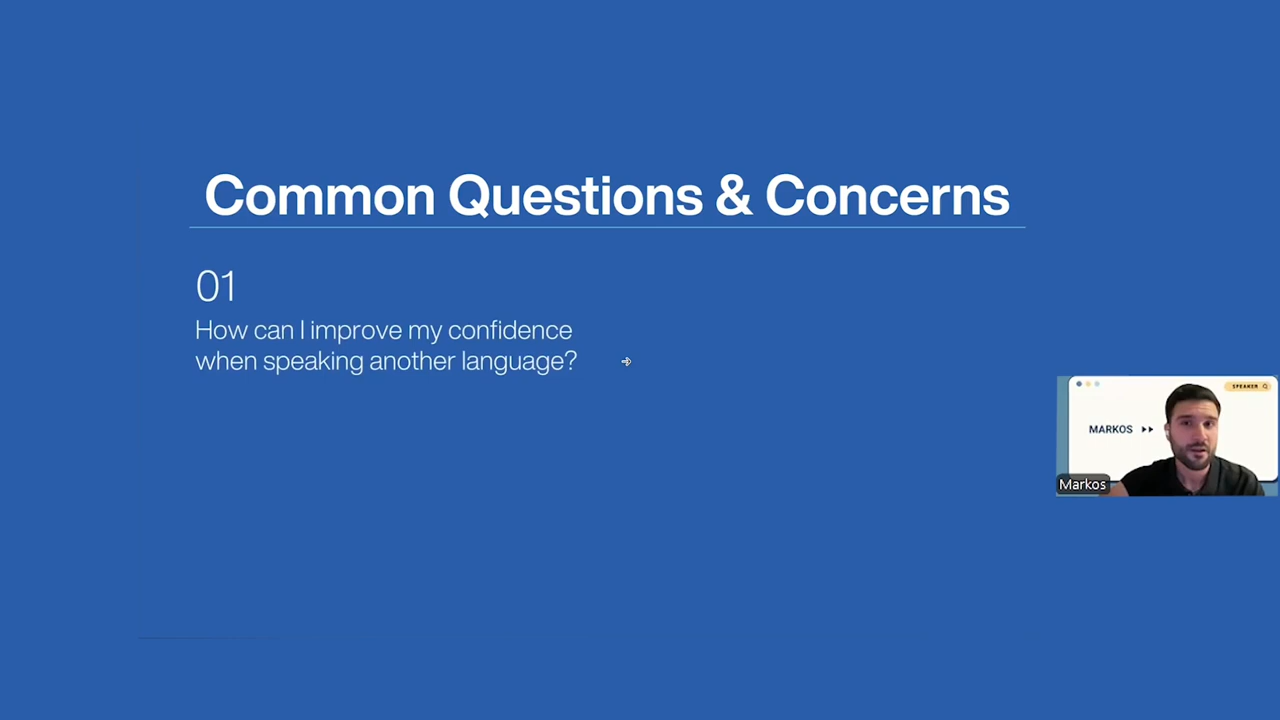 Common Questions & Concerns
01
How can I improve my confidence
when speaking another language?
SPEAKER
MARKOS
Markos